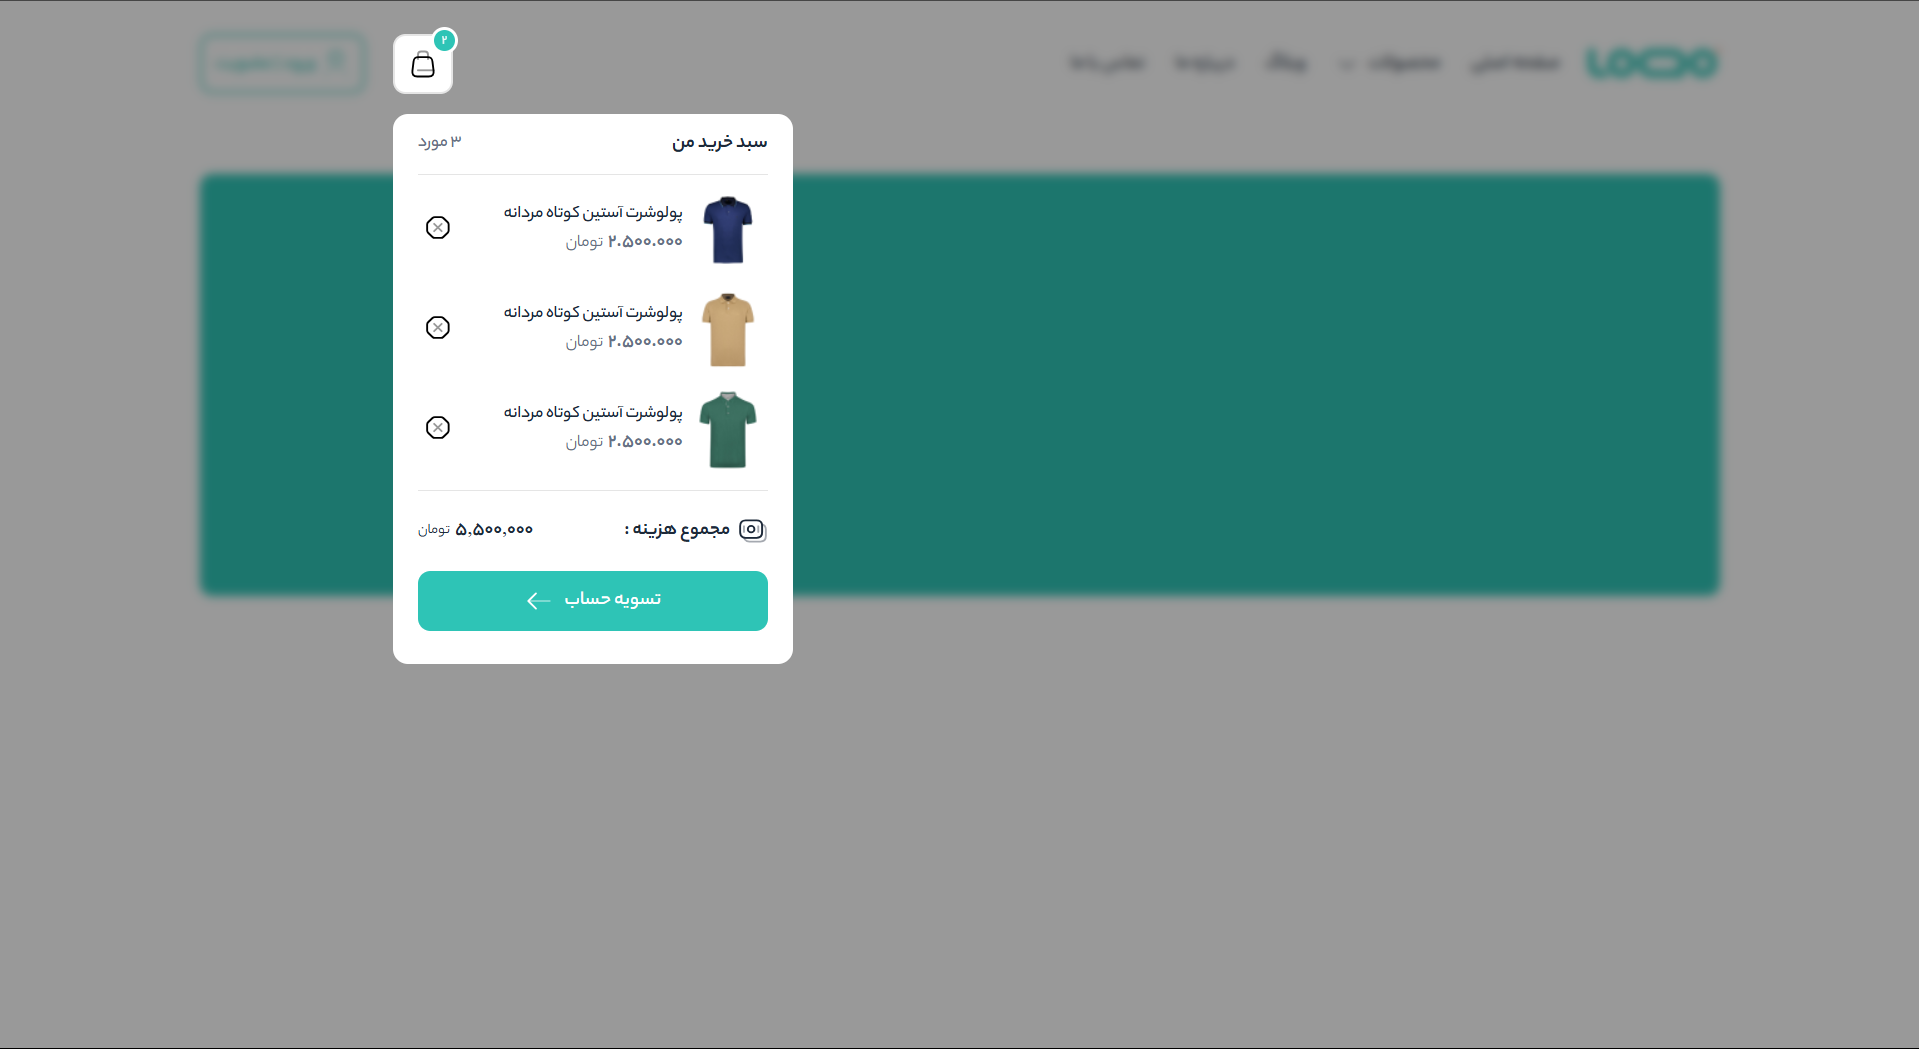 ۲
سبد خرید من
۳ مورد
پولوشرت آستین کوتاه مردانه
۲.۵۰۰.۰۰۰ تومان
پولوشرت آستین کوتاه مردانه
۲.۵۰۰.۰۰۰ تومان
پولوشرت آستین کوتاه مردانه
۲.۵۰۰.۰۰۰ تومان
مجموع هزینه :
۵,۵۰۰,۰۰۰ تومان
تسویه حساب